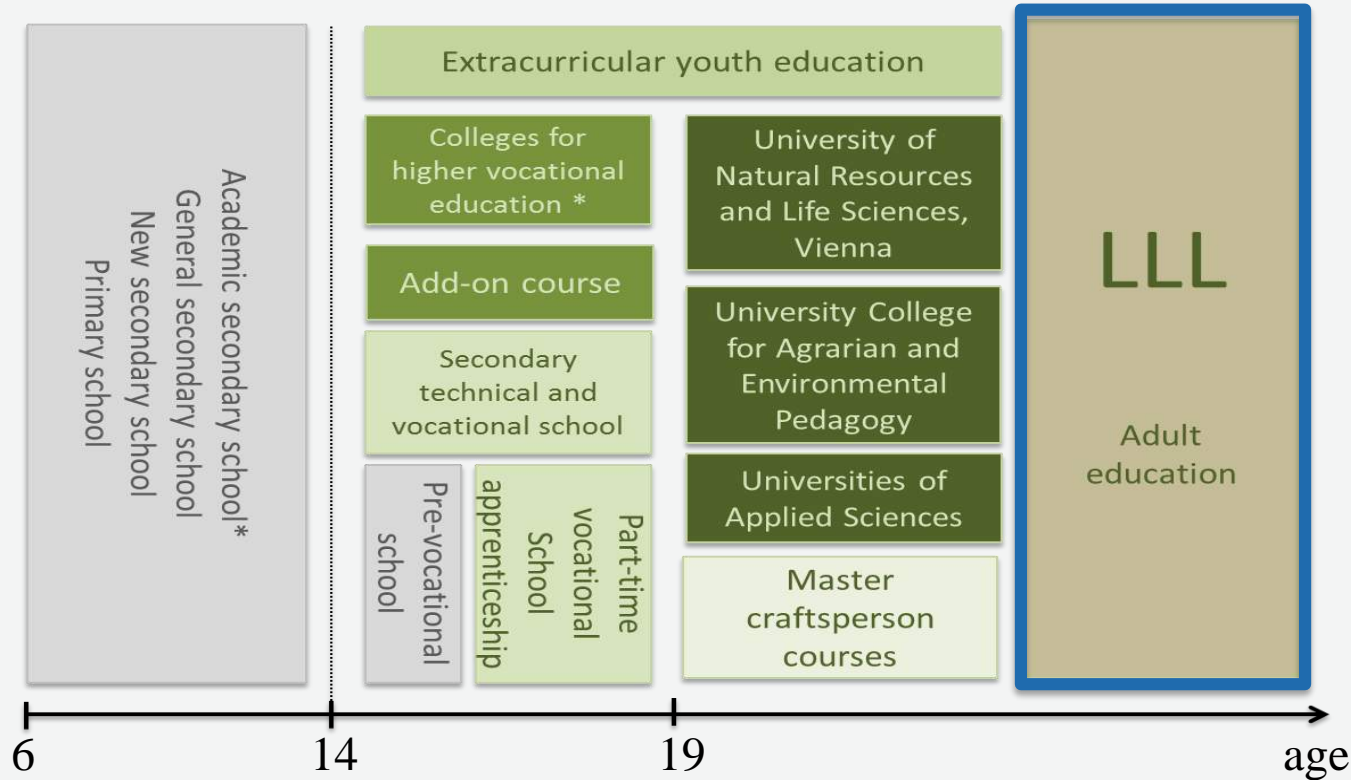 Academic secondary school*
General secondary school
New secondary school
Primary school
Extracurricular youth education
Colleges for
higher vocational
education *
Add-on course
Secondary
technical and
vocational school
Pre-vocational
school
Part-time
vocational
School
apprenticeship
University of
Natural Resources
and Life Sciences,
Vienna
University College
for Agrarian and
Environmental
Pedagogy
Universities of
Applied Sciences
Master
craftsperson
courses
LLL
Adult
education
6
14
19
age